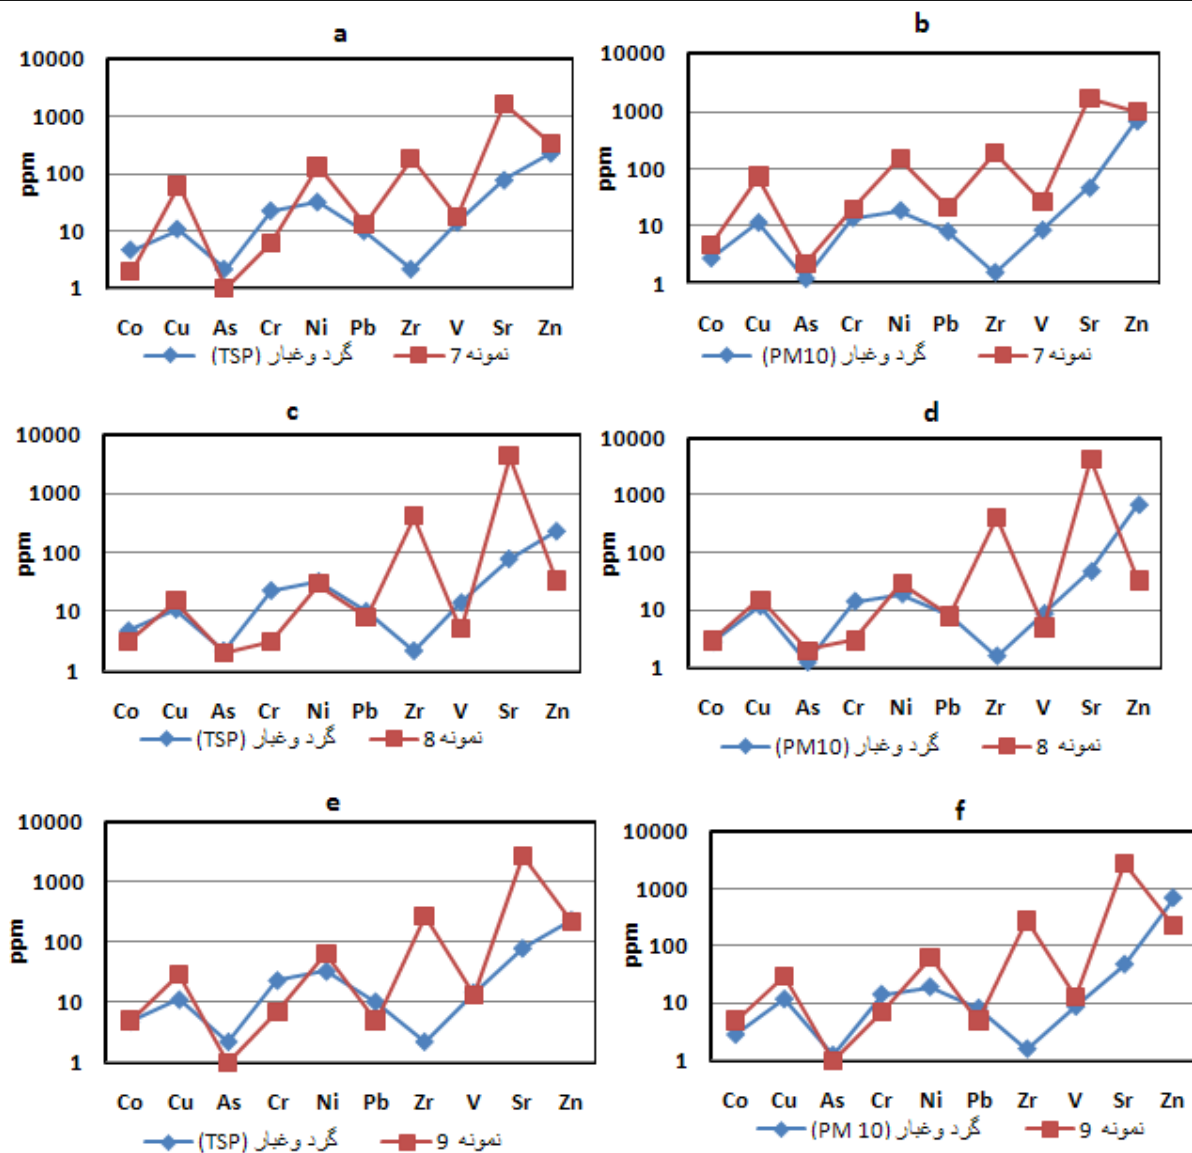 a
10000
1000
100
10
1
ppm
Co Cu As Cr Ni Pb Zr V Sr Zn
گرد وغبار (TSP) نمونه 7
b
10000
1000
100
10
1
ppm
Co Cu As Cr Ni Pb Zr V Sr Zn
گرد وغبار (PM10) نمونه 7
c
10000
1000
100
10
1
ppm
Co Cu As Cr Ni Pb Zr V Sr Zn
گرد وغبار (TSP) نمونه 8
d
10000
1000
100
10
1
ppm
Co Cu As Cr Ni Pb Zr V Sr Zn
گرد وغبار (PM10) نمونه 8
e
10000
1000
100
10
1
ppm
Co Cu As Cr Ni Pb Zr V Sr Zn
گرد وغبار (TSP) نمونه 9
f
10000
1000
100
10
1
ppm
Co Cu As Cr Ni Pb Zr V Sr Zn
گرد وغبار (PM 10) نمونه 9